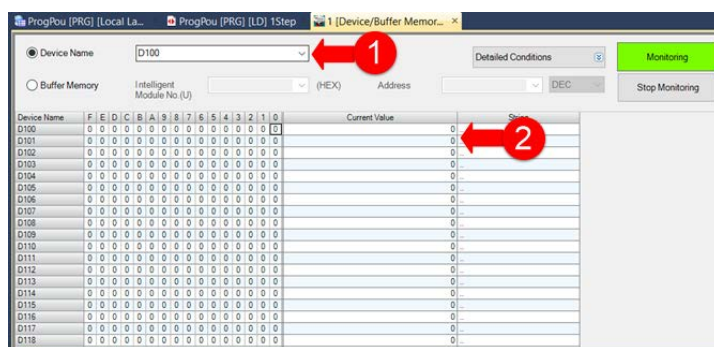 ProgPou [PRG] [Local La... ProgPou [PRG] [LD] 1Step 1 [Device/Buffer Memor... ×
Device Name D100 1 Detailed Conditions Monitoring
Buffer Memory Intelligent Module No.(U) (HEX) Address DEC Stop Monitoring
Device Name F E D C B A 9 8 7 6 5 4 3 2 1 0 Current Value String
D100 0 0 0 0 0 0 0 0 0 0 0 0 0 0 0 0 0 .. 2
D101 0 0 0 0 0 0 0 0 0 0 0 0 0 0 0 0 0 ..
D102 0 0 0 0 0 0 0 0 0 0 0 0 0 0 0 0 0 ..
D103 0 0 0 0 0 0 0 0 0 0 0 0 0 0 0 0 0 ..
D104 0 0 0 0 0 0 0 0 0 0 0 0 0 0 0 0 0 ..
D105 0 0 0 0 0 0 0 0 0 0 0 0 0 0 0 0 0 ..
D106 0 0 0 0 0 0 0 0 0 0 0 0 0 0 0 0 0 ..
D107 0 0 0 0 0 0 0 0 0 0 0 0 0 0 0 0 0 ..
D108 0 0 0 0 0 0 0 0 0 0 0 0 0 0 0 0 0 ..
D109 0 0 0 0 0 0 0 0 0 0 0 0 0 0 0 0 0 ..
D110 0 0 0 0 0 0 0 0 0 0 0 0 0 0 0 0 0 ..
D111 0 0 0 0 0 0 0 0 0 0 0 0 0 0 0 0 0 ..
D112 0 0 0 0 0 0 0 0 0 0 0 0 0 0 0 0 0 ..
D113 0 0 0 0 0 0 0 0 0 0 0 0 0 0 0 0 0 ..
D114 0 0 0 0 0 0 0 0 0 0 0 0 0 0 0 0 0 ..
D115 0 0 0 0 0 0 0 0 0 0 0 0 0 0 0 0 0 ..
D116 0 0 0 0 0 0 0 0 0 0 0 0 0 0 0 0 0 ..
D117 0 0 0 0 0 0 0 0 0 0 0 0 0 0 0 0 0 ..
D118 0 0 0 0 0 0 0 0 0 0 0 0 0 0 0 0 0 ..